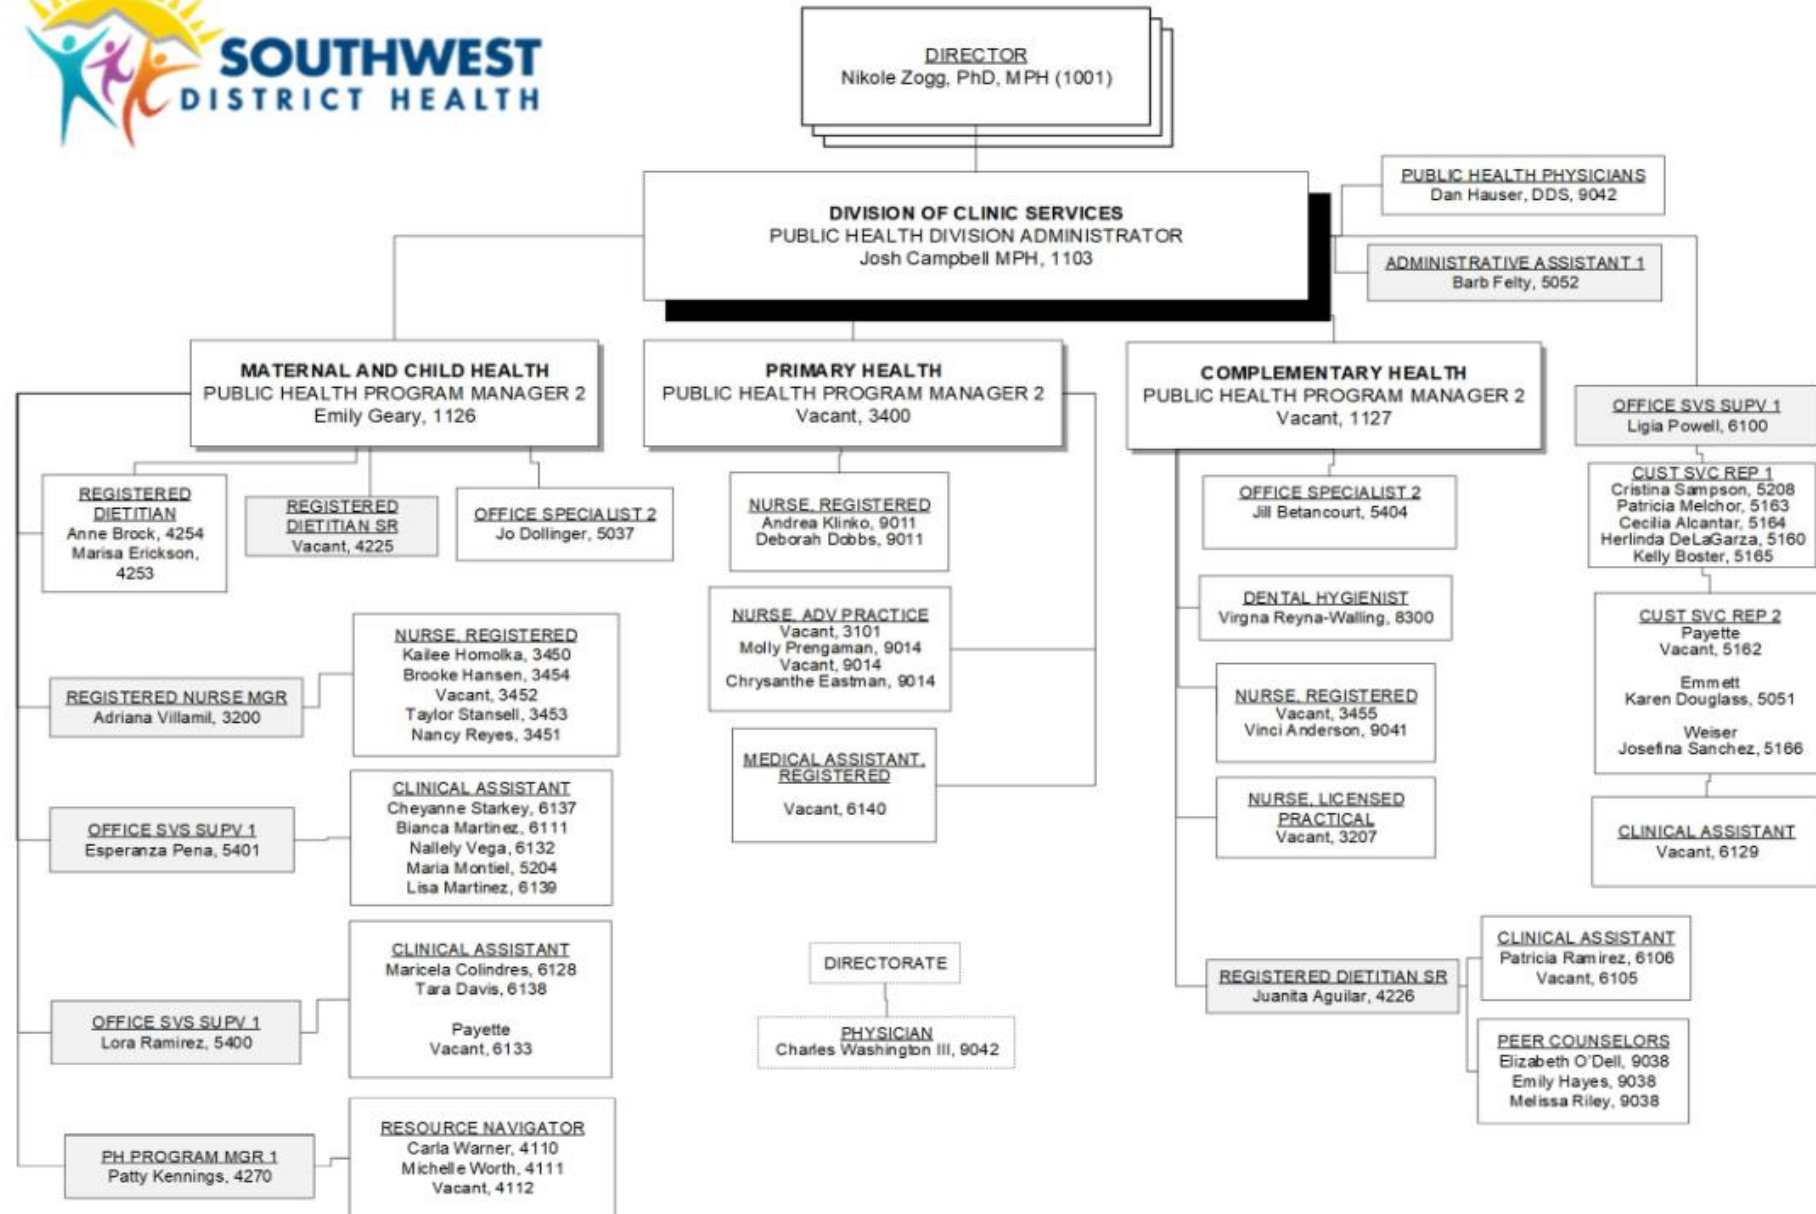 SOUTHWEST
DISTRICT HEALTH
DIRECTOR
Nikole Zogg, PhD, MPH (1001)
DIVISION OF CLINIC SERVICES
PUBLIC HEALTH DIVISION ADMINISTRATOR
Josh Campbell MPH, 1103
PUBLIC HEALTH PHYSICIANS
Dan Hauser, DDS, 9042
ADMINISTRATIVE ASSISTANT 1
Barb Felty, 5052
MATERNAL AND CHILD HEALTH
PUBLIC HEALTH PROGRAM MANAGER 2
Emily Geary, 1126
REGISTERED
DIETITIAN
Anne Brock, 4254
Marisa Erickson,
4253
REGISTERED
DIETITIAN SR
Vacant, 4225
OFFICE SPECIALIST 2
Jo Dollinger, 5037
REGISTERED NURSE MGR
Adriana Villamil, 3200
NURSE, REGISTERED
Kailee Homolka, 3450
Brooke Hansen, 3454
Vacant, 3452
Taylor Stansell, 3453
Nancy Reyes, 3451
OFFICE SVS SUPV 1
Esperanza Pena, 5401
CLINICAL ASSISTANT
Cheyanne Starkey, 6137
Bianca Martinez, 6111
Nallely Vega, 6132
Maria Montiel, 5204
Lisa Martinez, 6139
OFFICE SVS SUPV 1
Lora Ramirez, 5400
CLINICAL ASSISTANT
Maricela Colindres, 6128
Tara Davis, 6138
Payette
Vacant, 6133
PH PROGRAM MGR 1
Patty Kennings, 4270
RESOURCE NAVIGATOR
Carla Warner, 4110
Michelle Worth, 4111
Vacant, 4112
PRIMARY HEALTH
PUBLIC HEALTH PROGRAM MANAGER 2
Vacant, 3400
NURSE, REGISTERED
Andrea Klinko, 9011
Deborah Dobbs, 9011
NURSE, ADV PRACTICE
Vacant, 3101
Molly Prengaman, 9014
Vacant, 9014
Chrysanthe Eastman, 9014
MEDICAL ASSISTANT,
REGISTERED
Vacant, 6140
DIRECTORATE
PHYSICIAN
Charles Washington III, 9042
COMPLEMENTARY HEALTH
PUBLIC HEALTH PROGRAM MANAGER 2
Vacant, 1127
OFFICE SPECIALIST 2
Jill Betancourt, 5404
DENTAL HYGIENIST
Virgna Reyna-Walling, 8300
NURSE, REGISTERED
Vacant, 3455
Vinci Anderson, 9041
NURSE, LICENSED
PRACTICAL
Vacant, 3207
REGISTERED DIETITIAN SR
Juanita Aguilar, 4226
CLINICAL ASSISTANT
Patricia Ramirez, 6106
Vacant, 6105
PEER COUNSELORS
Elizabeth O'Dell, 9038
Emily Hayes, 9038
Melissa Riley, 9038
OFFICE SVS SUPV 1
Ligia Powell, 6100
CUST SVC REP 1
Cristina Sampson, 5208
Patricia Melchor, 5163
Cecilia Alcantar, 5164
Herlinda DeLaGarza, 5160
Kelly Boster, 5165
CUST SVC REP 2
Payette
Vacant, 5162
Emmett
Karen Douglass, 5051
Weiser
Josefina Sanchez, 5166
CLINICAL ASSISTANT
Vacant, 6129